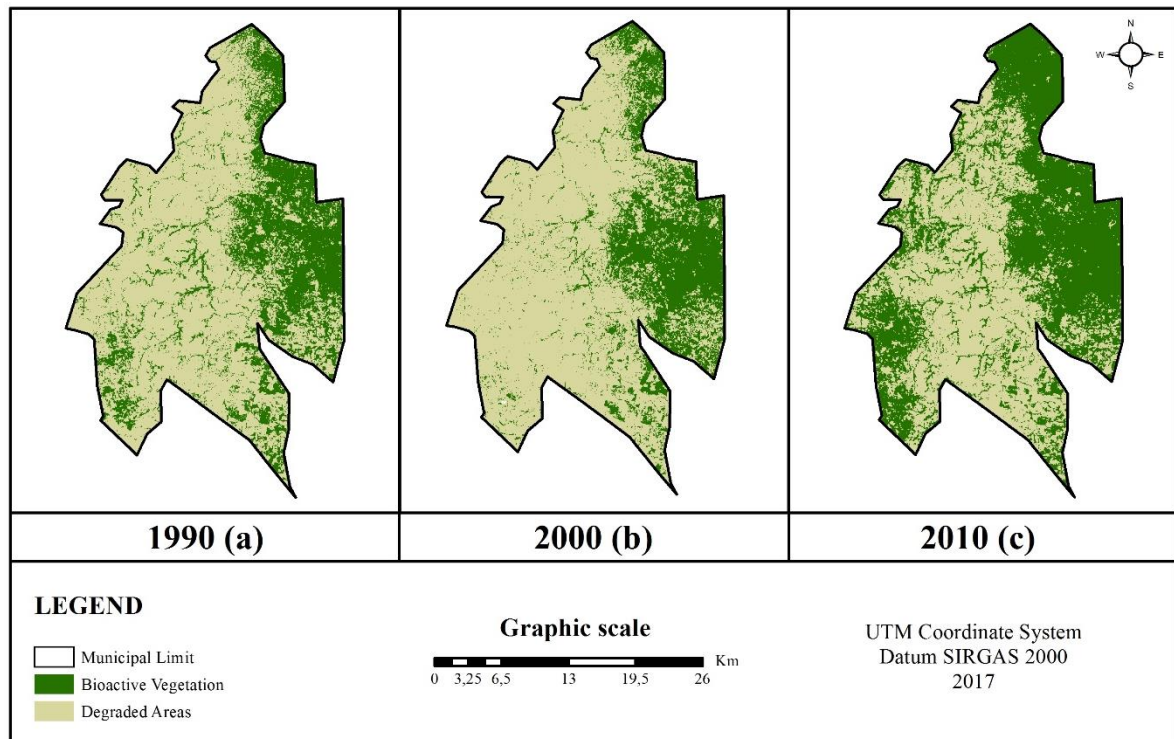 N
W E
S
1990 (a)
2000 (b)
2010 (c)
LEGEND
Municipal Limit
Bioactive Vegetation
Degraded Areas
Graphic scale
Km
0 3,25 6,5 13 19,5 26
UTM Coordinate System
Datum SIRGAS 2000
2017